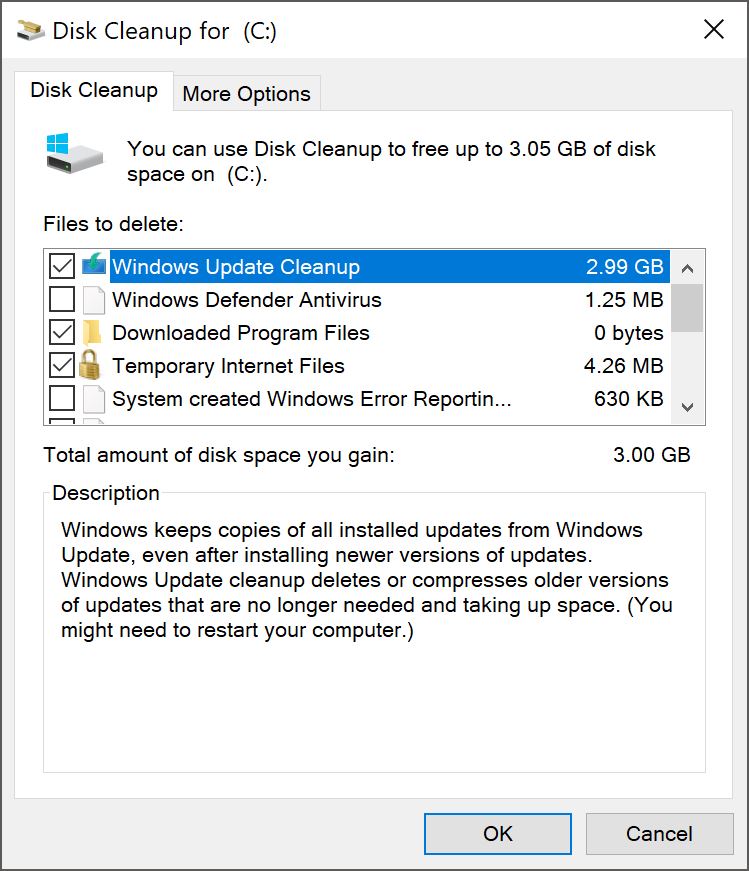 Disk Cleanup for (C:)
Disk Cleanup
More Options
You can use Disk Cleanup to free up to 3.05 GB of disk
space on (C:).
Files to delete:
Windows Update Cleanup 2.99 GB
Windows Defender Antivirus 1.25 MB
Downloaded Program Files 0 bytes
Temporary Internet Files 4.26 MB
System created Windows Error Reportin... 630 KB
Total amount of disk space you gain: 3.00 GB
Description
Windows keeps copies of all installed updates from Windows
Update, even after installing newer versions of updates.
Windows Update cleanup deletes or compresses older versions
of updates that are no longer needed and taking up space. (You
might need to restart your computer.)
OK
Cancel